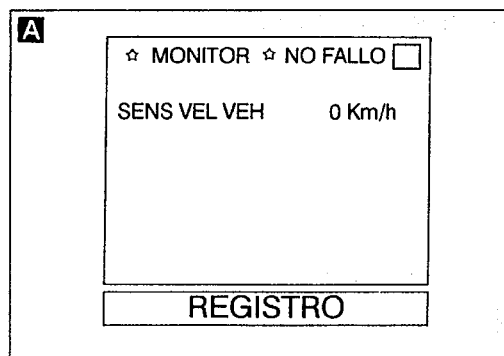 A
☆ MONITOR ☆ NO FALLO □
SENS VEL VEH 0 Km/h
REGISTRO